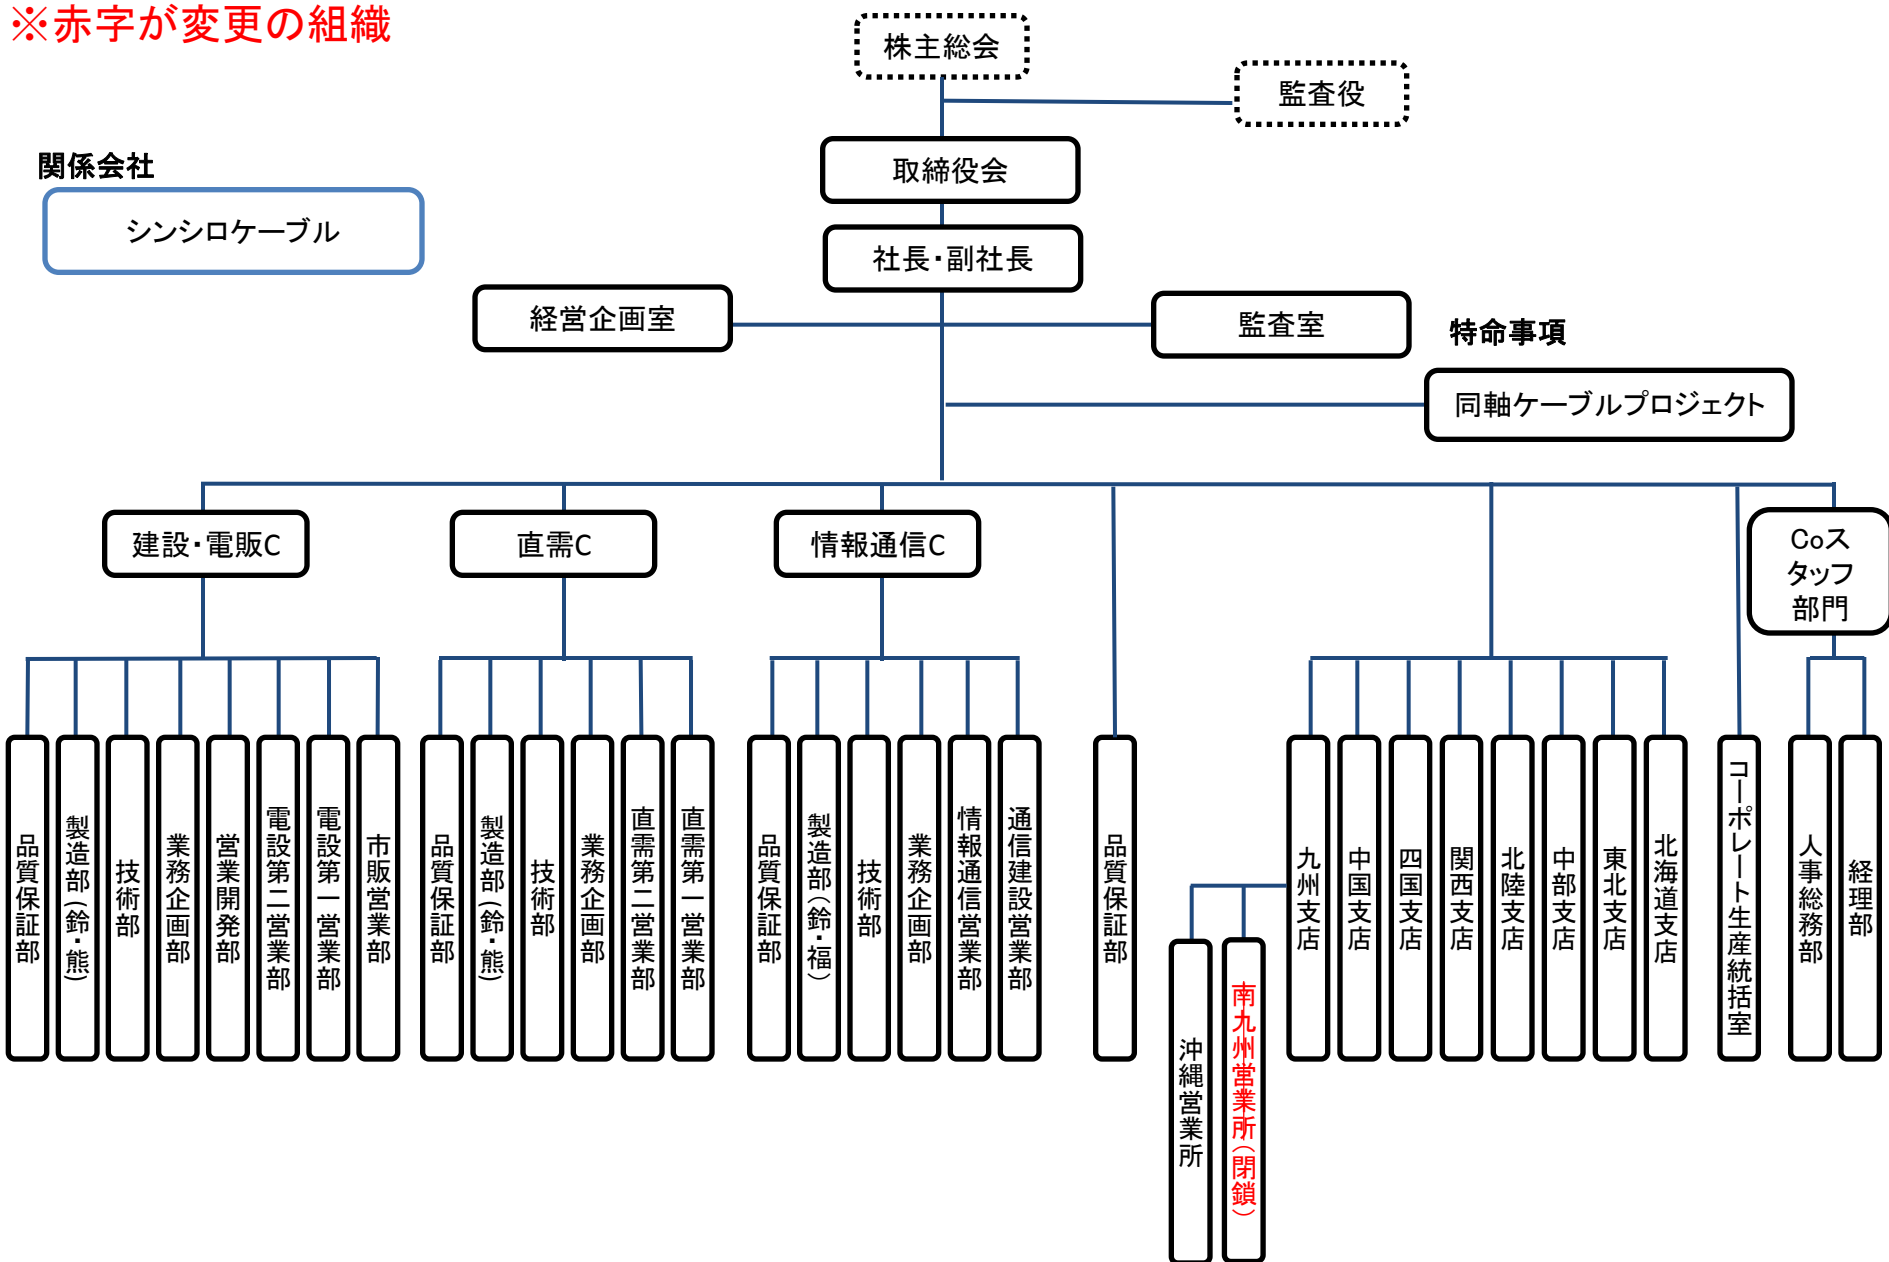 ※赤字が変更の組織
株主総会
監査役
取締役会
関係会社
シンシロケーブル
社長・副社長
経営企画室
監査室
特命事項
同軸ケーブルプロジェクト
建設・電販C
直需C
情報通信C
Coス
タッフ
部門
品質保証部
製造部(鈴・熊)
技術部
業務企画部
営業開発部
電設第二営業部
電設第一営業部
市販営業部
品質保証部
製造部(鈴・熊)
技術部
業務企画部
直需第二営業部
直需第一営業部
品質保証部
製造部(鈴・福)
技術部
業務企画部
情報通信営業部
通信建設営業部
品質保証部
沖縄営業所
南九州営業所(閉鎖)
九州支店
中国支店
四国支店
関西支店
北陸支店
中部支店
東北支店
北海道支店
コーポレート生産統括室
人事総務部
経理部